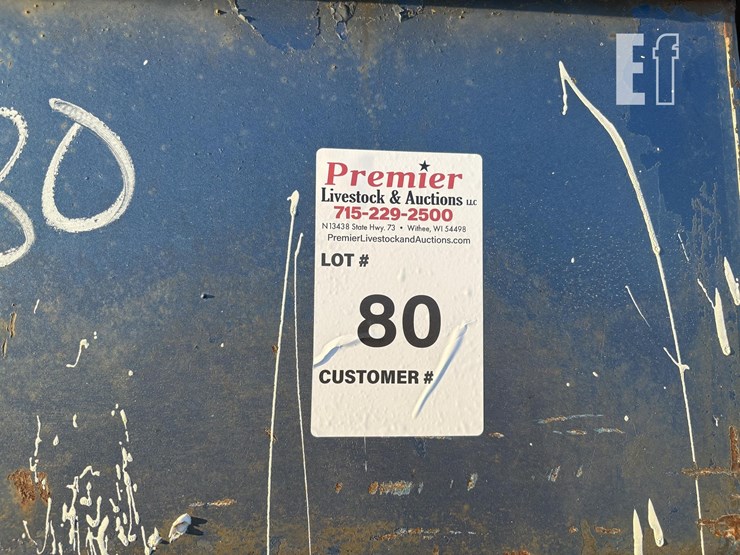 Ef
80
Premier
Livestock & Auctions LLC
715-229-2500
N13438 State Hwy. 73 • Withee, WI 54498
PremierLivestockandAuctions.com
LOT #
80
CUSTOMER #